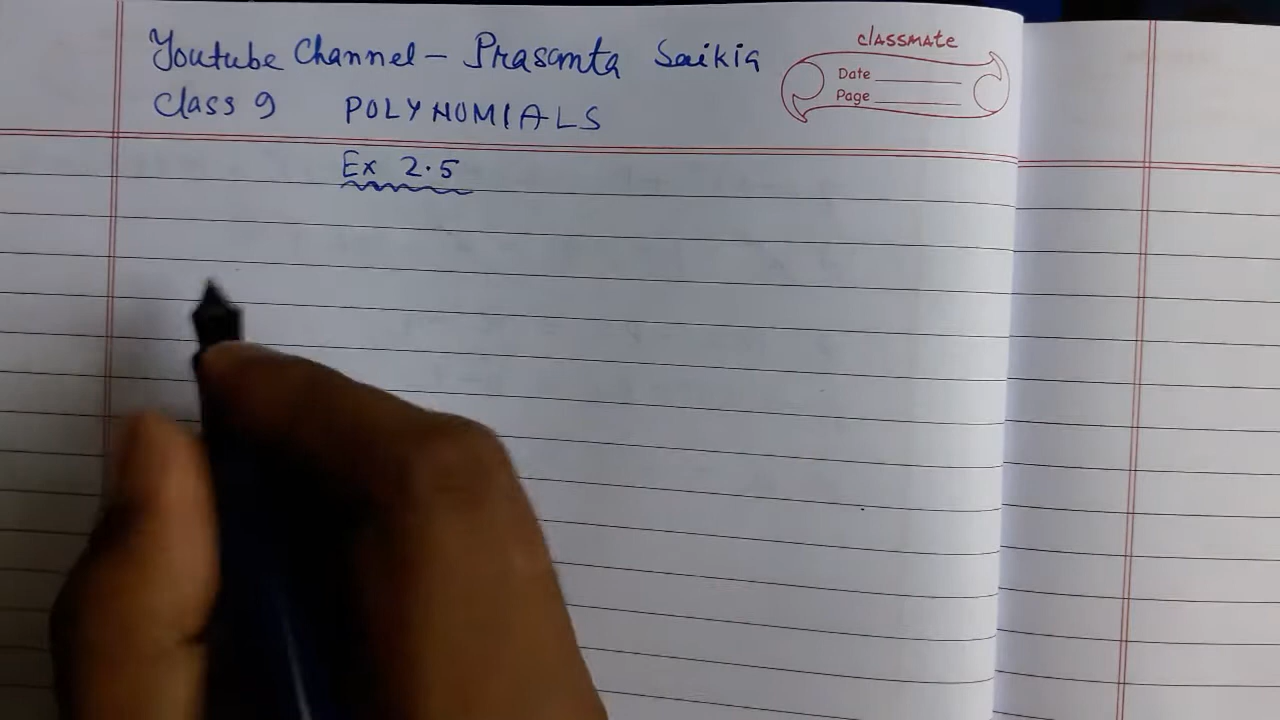 Youtube Channel - Prasanta Saikia
classmate
Date
Page
Class 9 POLYNOMIALS
Ex 2.5